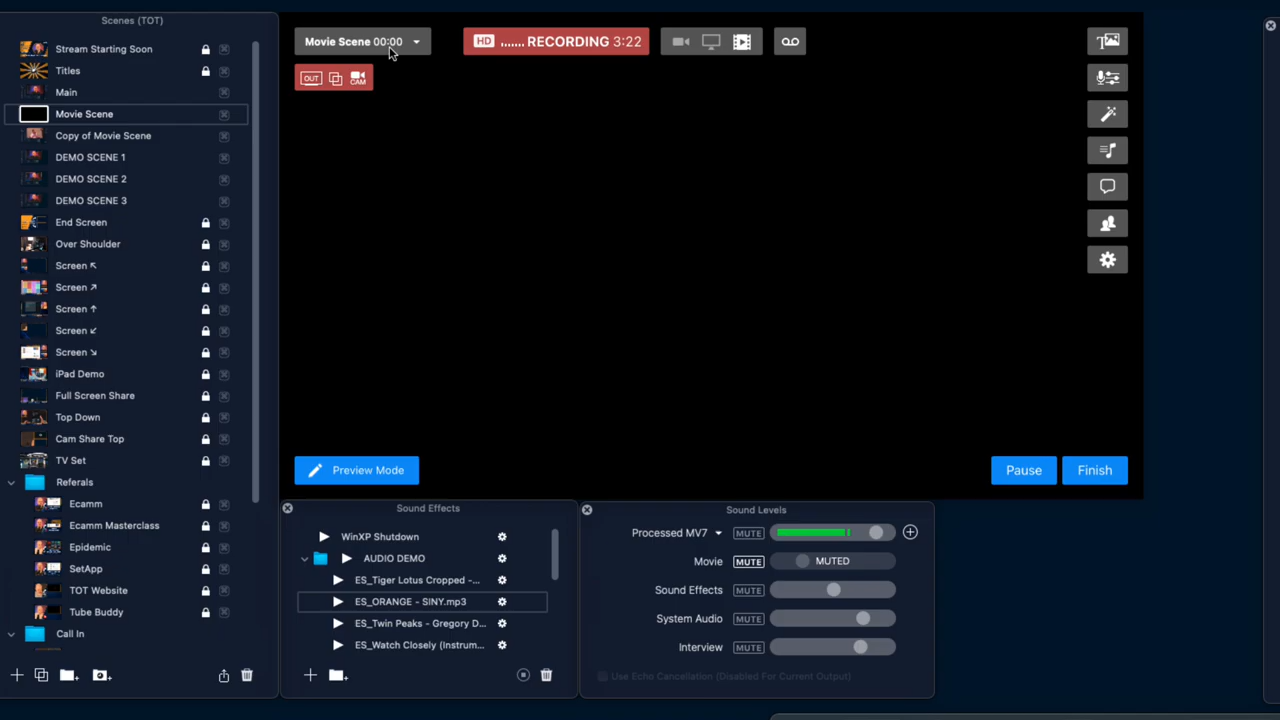 Scenes (TOT)
Stream Starting Soon
Titles
Main
Movie Scene
Copy of Movie Scene
DEMO SCENE 1
DEMO SCENE 2
DEMO SCENE 3
End Screen
Over Shoulder
Screen ↖
Screen ↗
Screen ↑
Screen ↙
Screen ↘
iPad Demo
Full Screen Share
Top Down
Cam Share Top
TV Set
Referals
Ecamm
Ecamm Masterclass
Epidemic
SetApp
TOT Website
Tube Buddy
Call In
Movie Scene 00:00
HD ....... RECORDING 3:22
OUT CAM
Preview Mode
Pause
Finish
Sound Effects
WinXP Shutdown
AUDIO DEMO
ES_Tiger Lotus Cropped -...
ES_ORANGE - SINY.mp3
ES_Twin Peaks - Gregory D...
ES_Watch Closely (Instrum...
Sound Levels
Processed MV7 MUTE
Movie MUTE MUTED
Sound Effects MUTE
System Audio MUTE
Interview MUTE
Use Echo Cancellation (Disabled For Current Output)